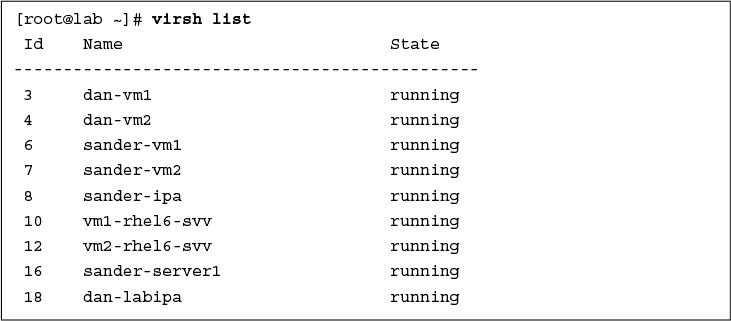 [root@lab ~]# virsh list
Id Name State
-----------------------------------------------
3 dan-vm1 running
4 dan-vm2 running
6 sander-vm1 running
7 sander-vm2 running
8 sander-ipa running
10 vm1-rhel6-svv running
12 vm2-rhel6-svv running
16 sander-server1 running
18 dan-labipa running